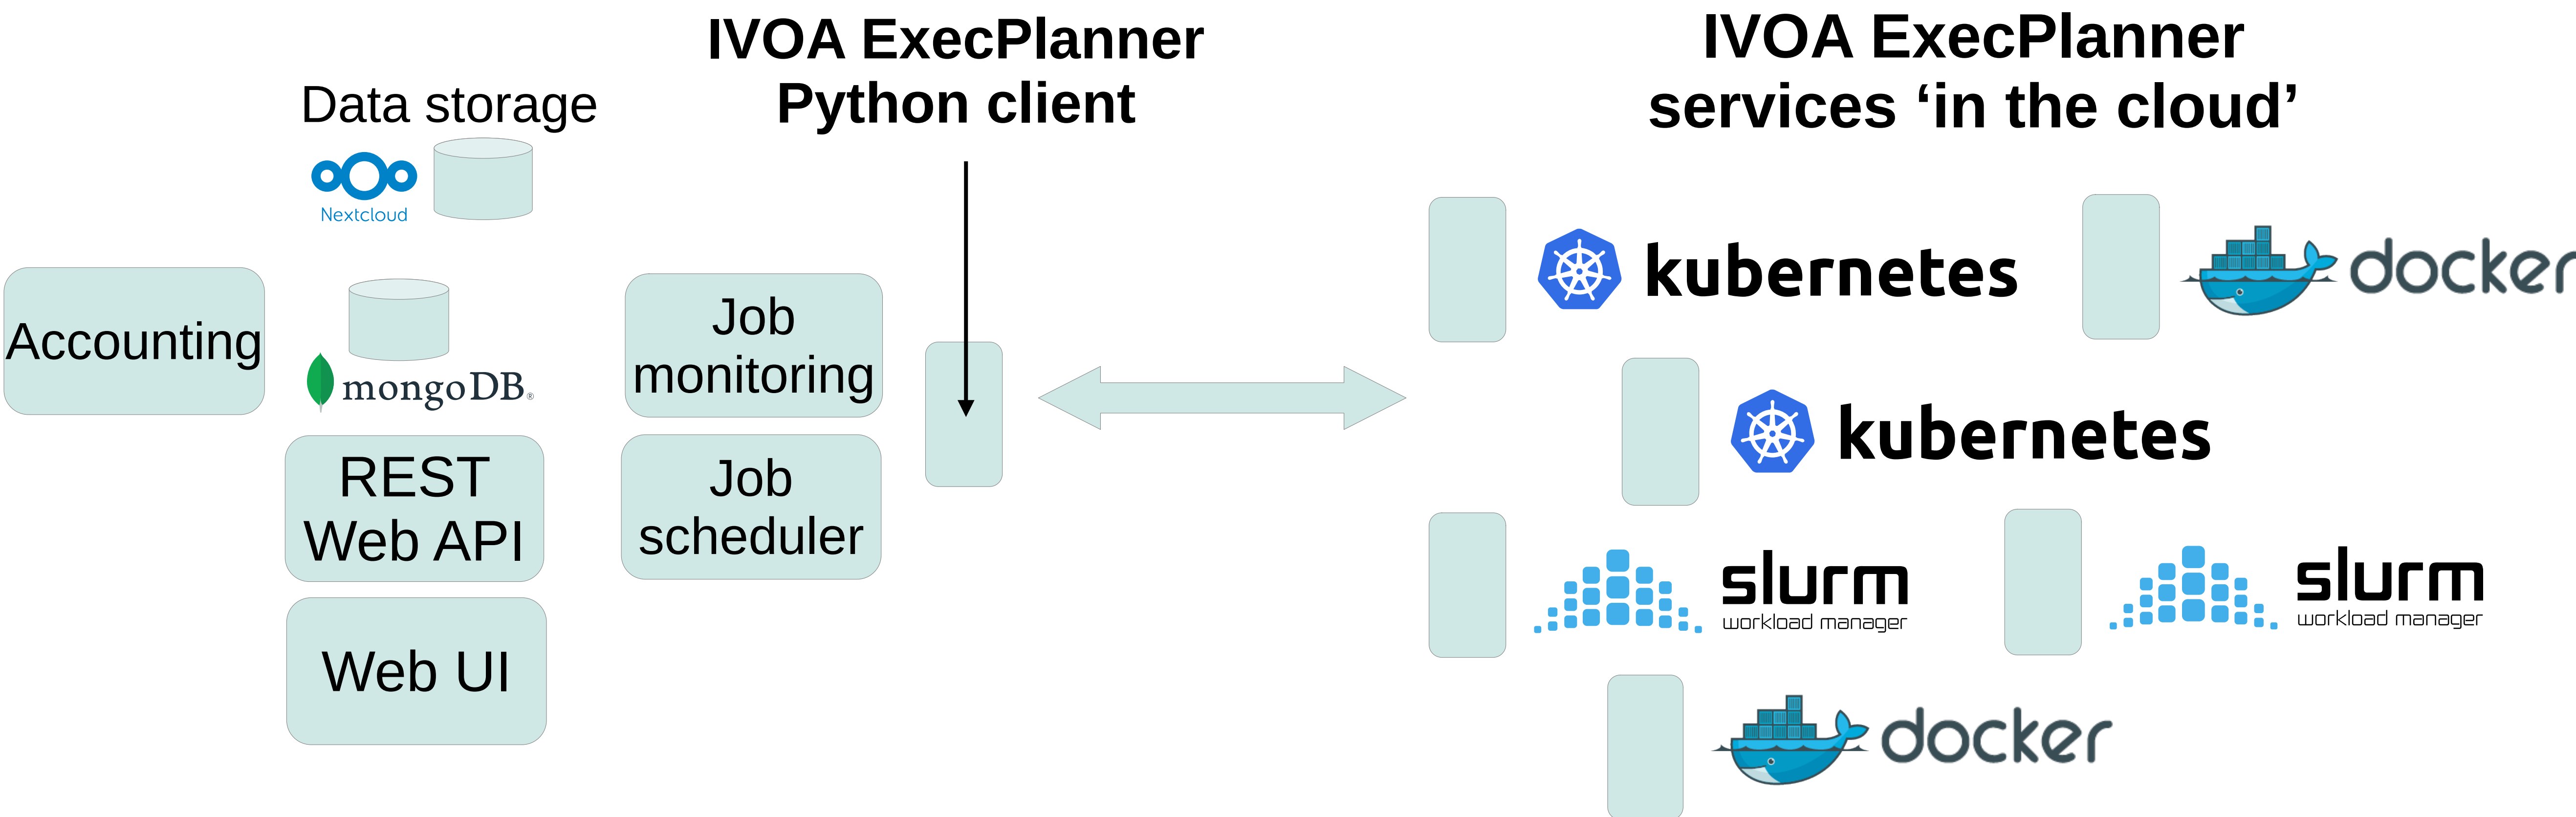 IVOA ExecPlanner
Python client
IVOA ExecPlanner
services ‘in the cloud’
Data storage
Nextcloud
Accounting
mongoDB®
REST
Web API
Web UI
Job
monitoring
Job
scheduler
kubernetes
docker
kubernetes
slurm
workload manager
slurm
workload manager
docker